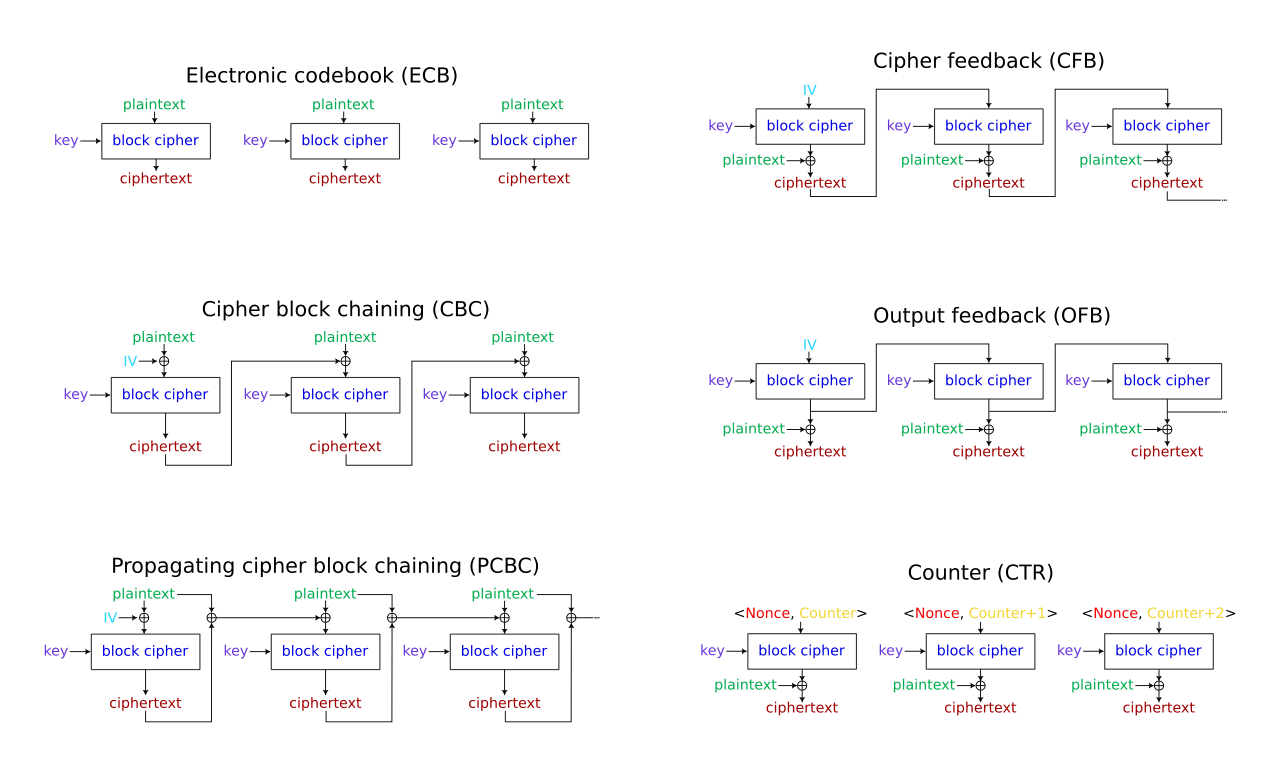 Electronic codebook (ECB)
plaintext plaintext plaintext
key block cipher key block cipher key block cipher
ciphertext ciphertext ciphertext
Cipher feedback (CFB)
IV
key block cipher key block cipher key block cipher
plaintext plaintext plaintext
ciphertext ciphertext ciphertext
...
Cipher block chaining (CBC)
plaintext plaintext plaintext
IV
key block cipher key block cipher key block cipher
ciphertext ciphertext ciphertext
Output feedback (OFB)
IV
key block cipher key block cipher key block cipher
...
plaintext plaintext plaintext
ciphertext ciphertext ciphertext
Propagating cipher block chaining (PCBC)
plaintext plaintext plaintext
IV ...
key block cipher key block cipher key block cipher
ciphertext ciphertext ciphertext
Counter (CTR)
<Nonce, Counter> <Nonce, Counter+1> <Nonce, Counter+2>
key block cipher key block cipher key block cipher
plaintext plaintext plaintext
ciphertext ciphertext ciphertext